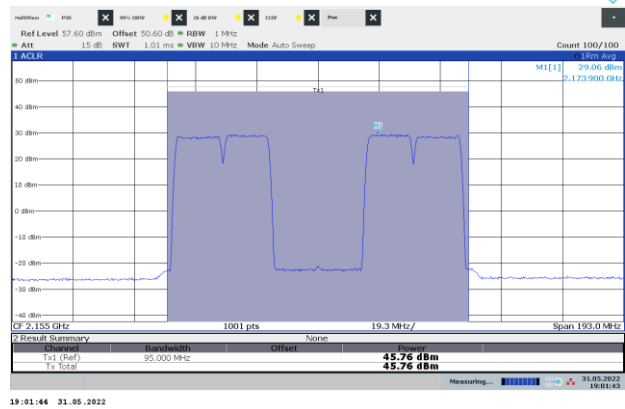 MultiView PSD X 99% OBW X 26 dB BW X CCDF X Pwr X
Ref Level 57.60 dBm Offset 50.60 dB RBW 1 MHz
Att 15 dB SWT 1.01 ms VBW 10 MHz Mode Auto Sweep Count 100/100
1 ACLR 1Rm Avg
M1[1] 29.06 dBm
2.173900 GHz
Tx1
50 dBm
40 dBm
M1
30 dBm
20 dBm
10 dBm
0 dBm
-10 dBm
-20 dBm
-30 dBm
-40 dBm
CF 2.155 GHz 1001 pts 19.3 MHz/ Span 193.0 MHz
2 Result Summary None
Channel Bandwidth Offset Power
Tx1 (Ref) 95.000 MHz 45.76 dBm
Tx Total 45.76 dBm
Measuring... 31.05.2022
19:01:43
19:01:44 31.05.2022